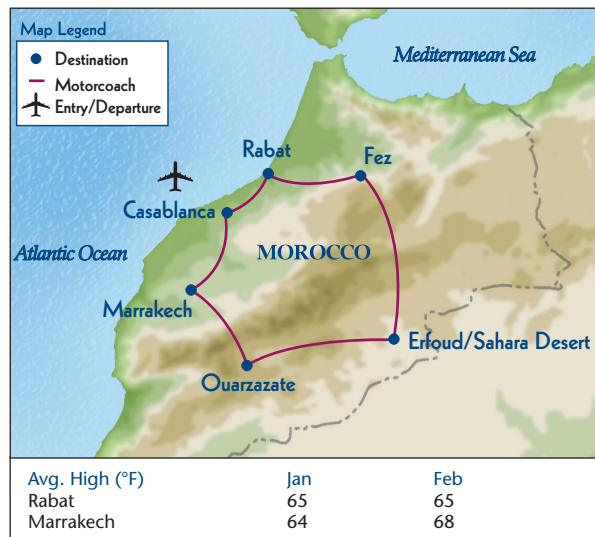 Map Legend
Destination
Motorcoach
Entry/Departure
Mediterranean Sea
Rabat
Fez
Casablanca
Atlantic Ocean
MOROCCO
Marrakech
Erfoud/Sahara Desert
Ouarzazate
Avg. High (°F) Jan Feb
Rabat 65 65
Marrakech 64 68